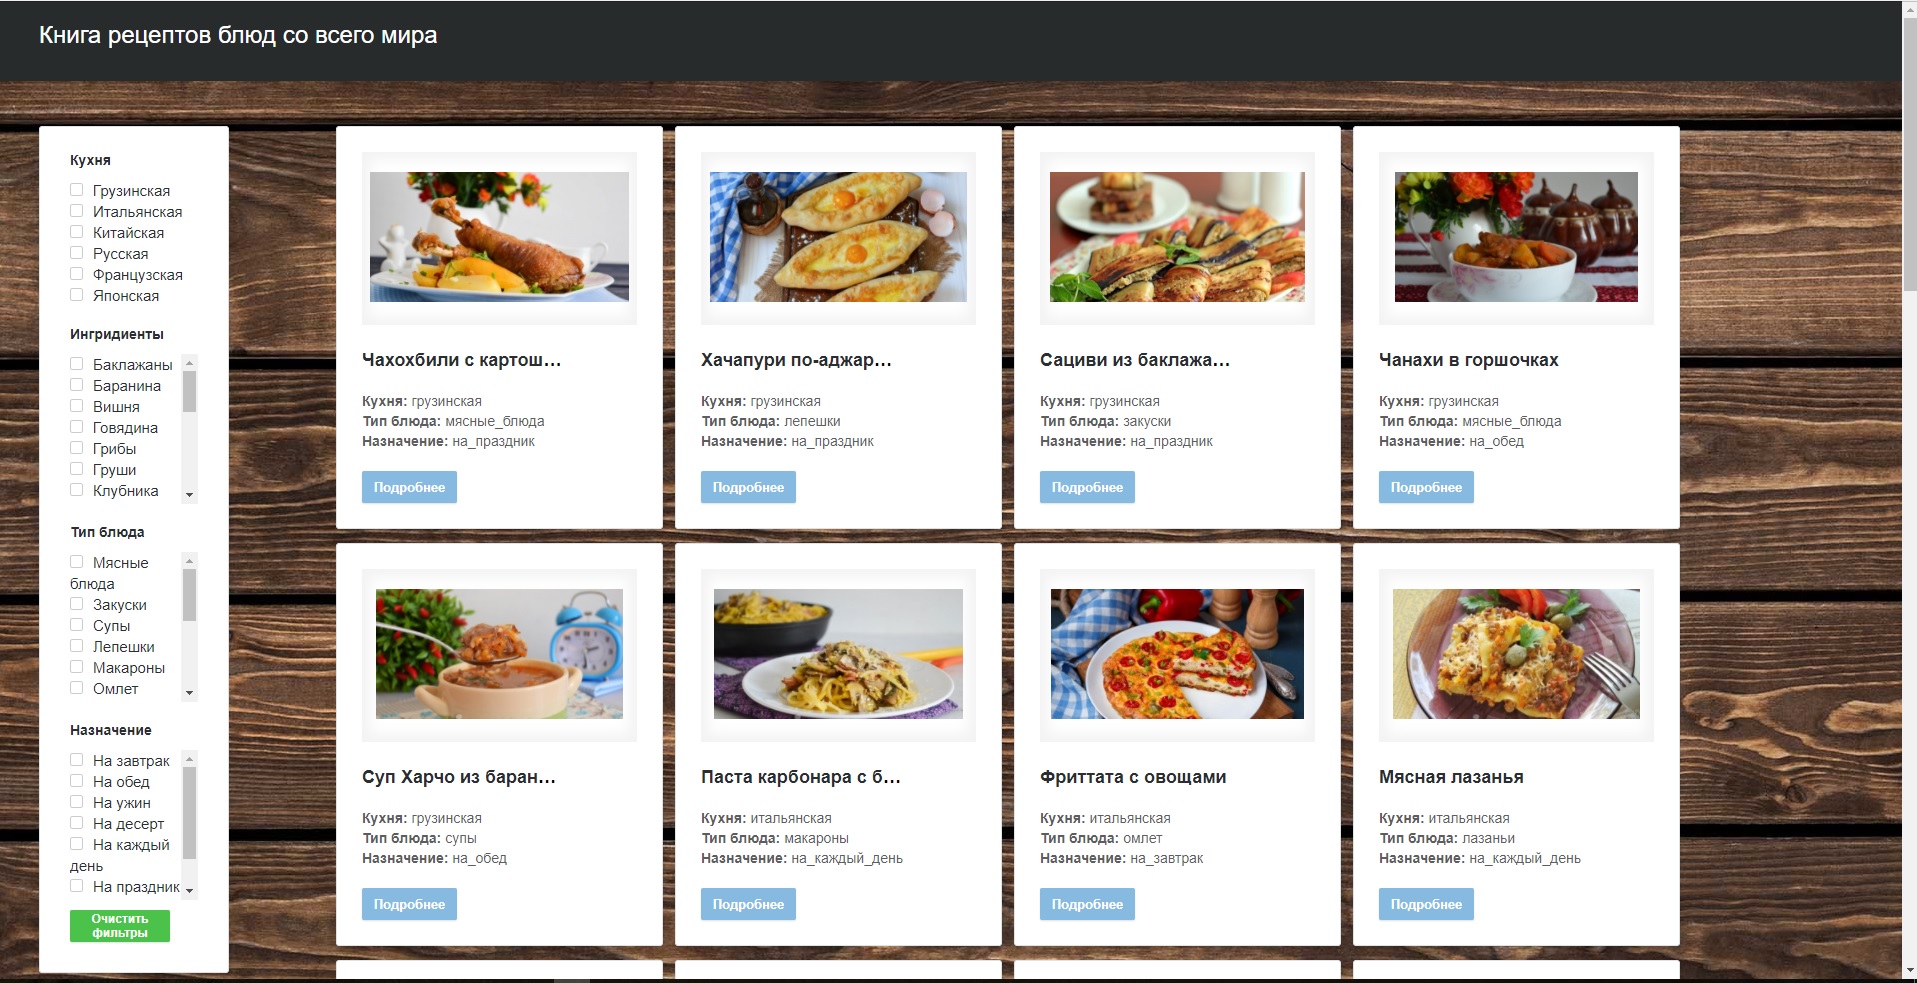 Книга рецептов блюд со всего мира
Кухня
Грузинская
Итальянская
Китайская
Русская
Французская
Японская
Ингридиенты
Баклажаны
Баранина
Вишня
Говядина
Грибы
Груши
Клубника
Тип блюда
Мясные
блюда
Закуски
Супы
Лепешки
Макароны
Омлет
Назначение
На завтрак
На обед
На ужин
На десерт
На каждый
день
На праздник
Очистить
фильтры
Чахохбили с картош...
Кухня: грузинская
Тип блюда: мясные_блюда
Назначение: на_праздник
Подробнее
Хачапури по-аджар...
Кухня: грузинская
Тип блюда: лепешки
Назначение: на_праздник
Подробнее
Сациви из баклажа...
Кухня: грузинская
Тип блюда: закуски
Назначение: на_праздник
Подробнее
Чанахи в горшочках
Кухня: грузинская
Тип блюда: мясные_блюда
Назначение: на_обед
Подробнее
Суп Харчо из баран...
Кухня: грузинская
Тип блюда: супы
Назначение: на_обед
Подробнее
Паста карбонара с б...
Кухня: итальянская
Тип блюда: макароны
Назначение: на_каждый_день
Подробнее
Фриттата с овощами
Кухня: итальянская
Тип блюда: омлет
Назначение: на_завтрак
Подробнее
Мясная лазанья
Кухня: итальянская
Тип блюда: лазаньи
Назначение: на_каждый_день
Подробнее